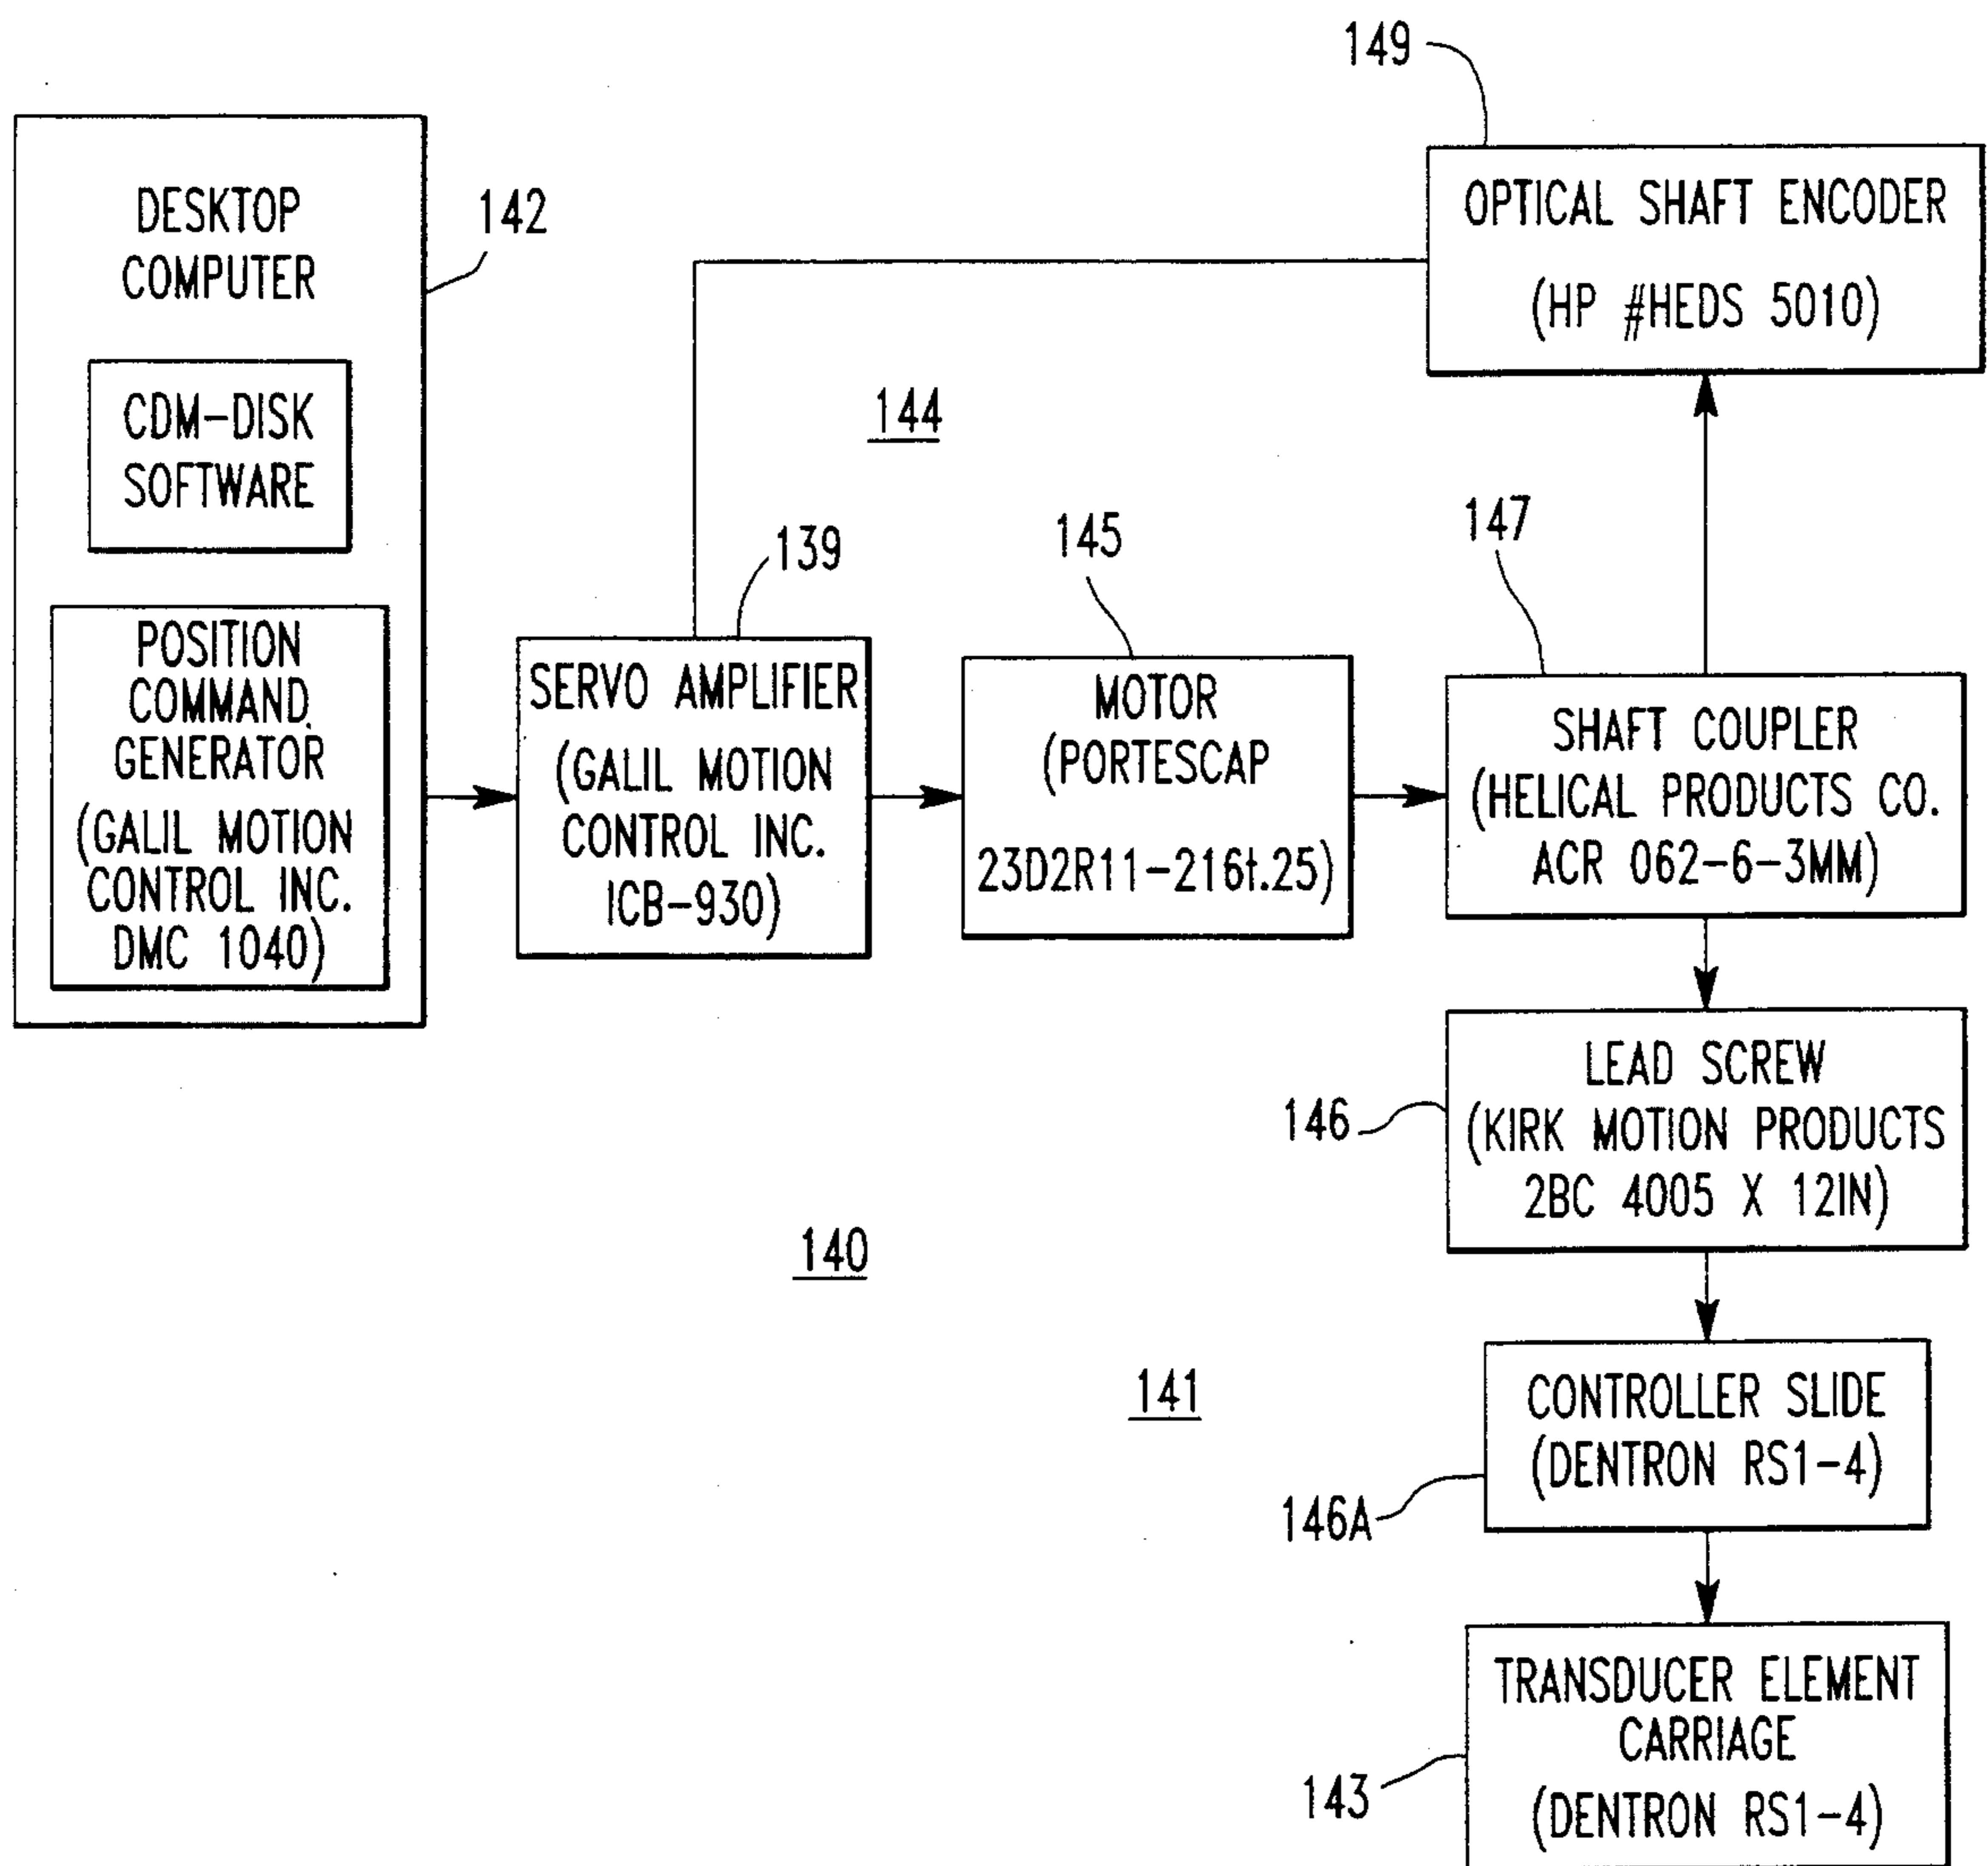 149
DESKTOP
COMPUTER
142
OPTICAL SHAFT ENCODER
(HP #HEDS 5010)
CDM-DISK
SOFTWARE
144
139
145
147
POSITION
COMMAND
GENERATOR
(GALIL MOTION
CONTROL INC.
DMC 1040)
SERVO AMPLIFIER
(GALIL MOTION
CONTROL INC.
ICB-930)
MOTOR
(PORTESCAP
23D2R11-216t.25)
SHAFT COUPLER
(HELICAL PRODUCTS CO.
ACR 062-6-3MM)
146
LEAD SCREW
(KIRK MOTION PRODUCTS
2BC 4005 X 12IN)
140
141
CONTROLLER SLIDE
(DENTRON RS1-4)
146A
TRANSDUCER ELEMENT
CARRIAGE
(DENTRON RS1-4)
143